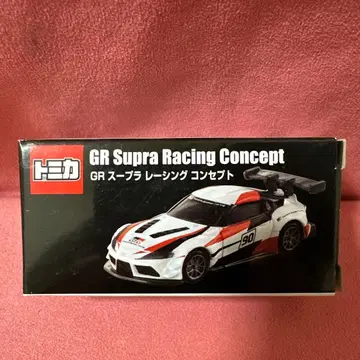 トミカ
GR Supra Racing Concept
GR スープラ レーシング コンセプト
90